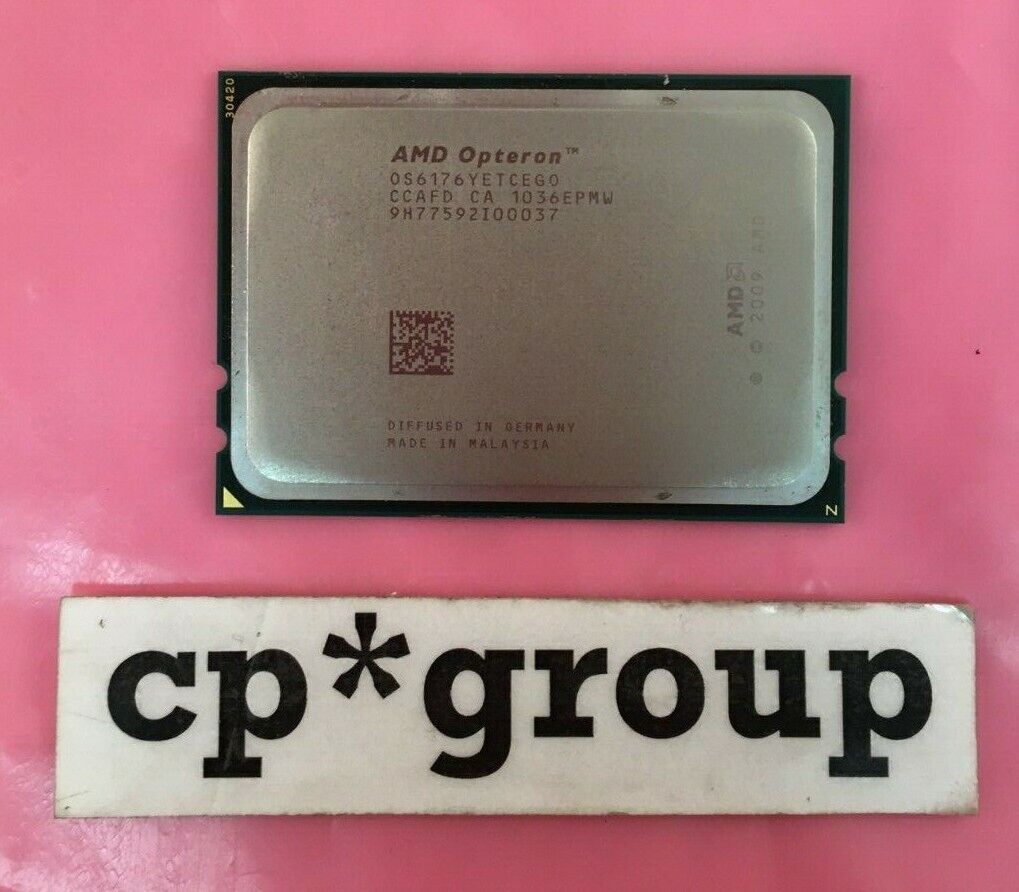 30420
AMD Opteron™
OS6176YETCEGO
CCAFD CA 1036EPMW
9H77592I00037
AMD
© 2009 AMD
DIFFUSED IN GERMANY
MADE IN MALAYSIA
Z
cp*group